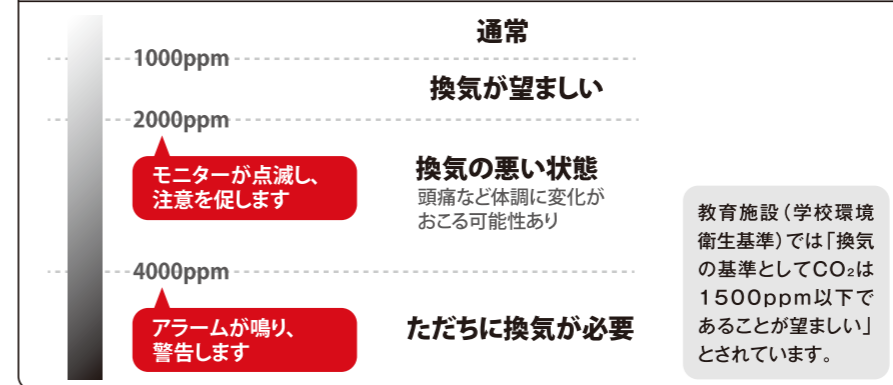 通常
1000ppm
換気が望ましい
2000ppm
モニターが点滅し、
注意を促します
換気の悪い状態
頭痛など体調に変化が
おこる可能性あり
4000ppm
アラームが鳴り、
警告します
ただちに換気が必要
教育施設（学校環境
衛生基準）では「換気
の基準としてCO₂は
1500ppm以下で
あることが望ましい」
とされています。